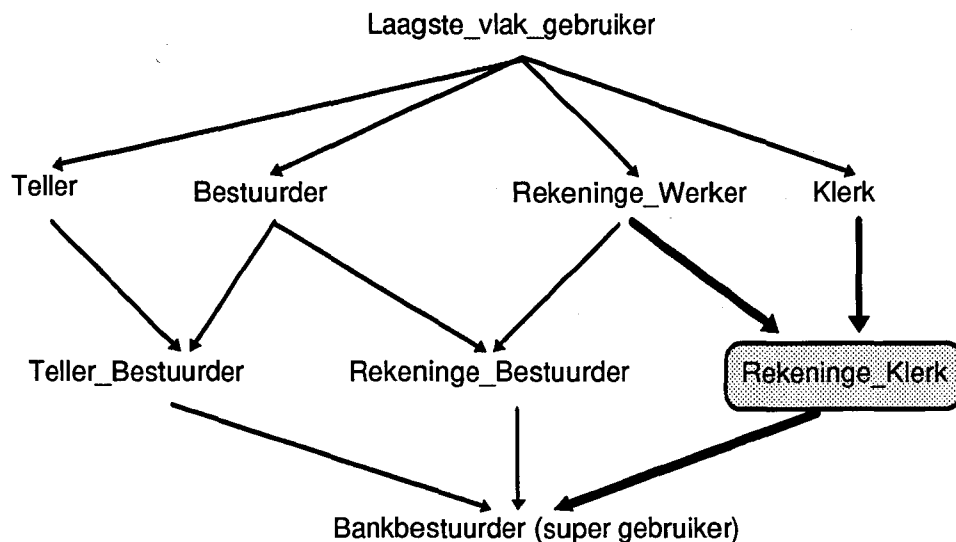 Laagste_vlak_gebruiker
Teller
Bestuurder
Rekeninge_Werker
Klerk
Teller_Bestuurder
Rekeninge_Bestuurder
Rekeninge_Klerk
Bankbestuurder (super gebruiker)